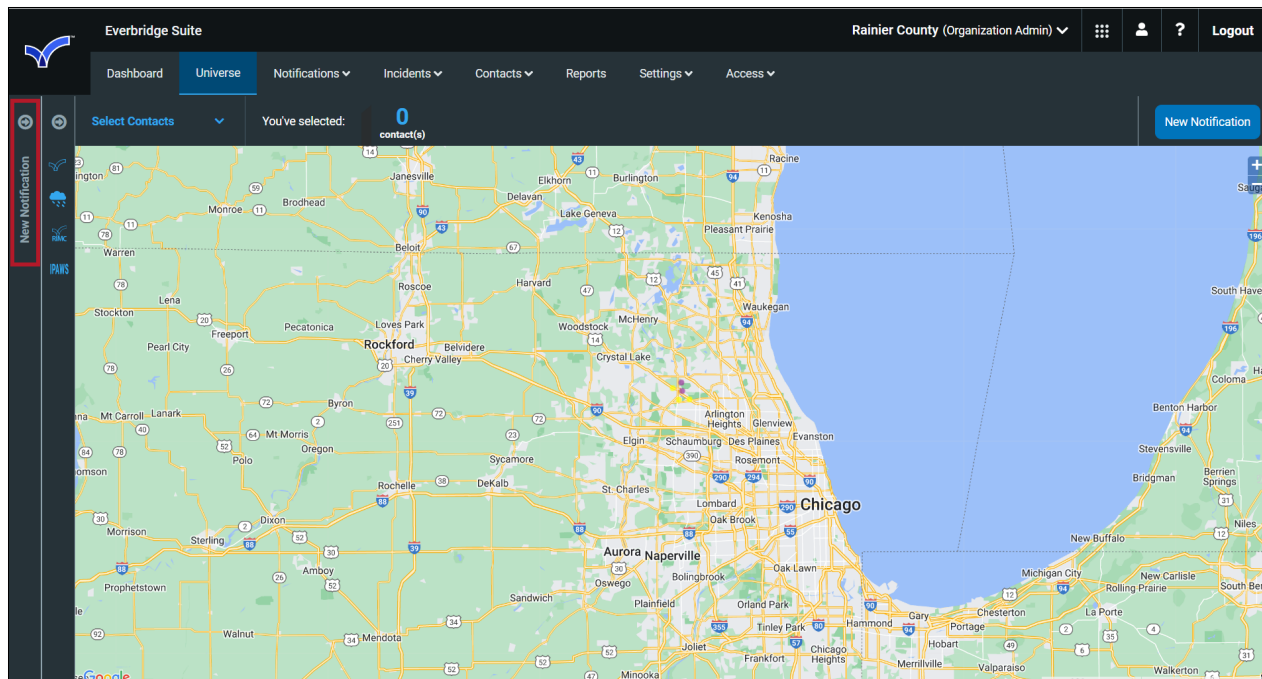 Everbridge Suite
Rainier County (Organization Admin)
?
Logout
Dashboard
Universe
Notifications
Incidents
Contacts
Reports
Settings
Access
New Notification
RIMC
IPAWS
Select Contacts
You've selected:
0
contact(s)
New Notification
Racine
Janesville
Elkhorn
Burlington
Delavan
Monroe
Brodhead
Lake Geneva
Kenosha
Pleasant Prairie
Beloit
Warren
Roscoe
Harvard
South Have
Lena
Stockton
Waukegan
McHenry
Loves Park
Pecatonica
Woodstock
Freeport
Pearl City
Rockford
Belvidere
Cherry Valley
Crystal Lake
Coloma
Byron
Mt Carroll
Lanark
Benton Harbor
Arlington
Heights
Glenview
Mt Morris
Evanston
Elgin
Schaumburg
Des Plaines
Oregon
Stevensville
Polo
Sycamore
Rosemont
Berrien
Springs
Bridgman
Rochelle
DeKalb
St. Charles
Lombard
Chicago
Oak Brook
Dixon
Morrison
Sterling
Niles
New Buffalo
Aurora
Naperville
Oak Lawn
Amboy
Bolingbrook
Michigan City
New Carlisle
Prophetstown
Oswego
Rolling Prairie
South Ber
Sandwich
Plainfield
Orland Park
Gary
Chesterton
Hammond
Portage
La Porte
Tinley Park
Walnut
Mendota
Joliet
Chicago
Heights
Hobart
Frankfort
Merrillville
Valparaiso
Walkerton
Minooka
Google